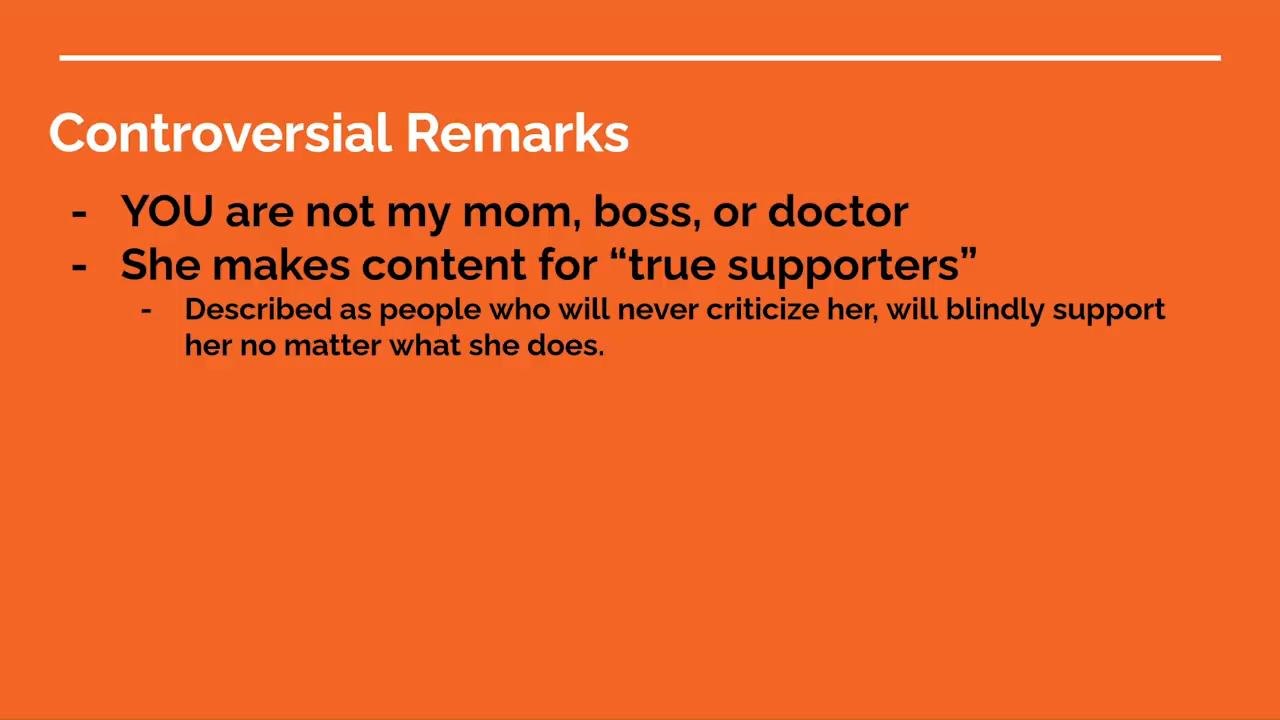 Controversial Remarks
- YOU are not my mom, boss, or doctor
- She makes content for “true supporters”
- Described as people who will never criticize her, will blindly support
her no matter what she does.